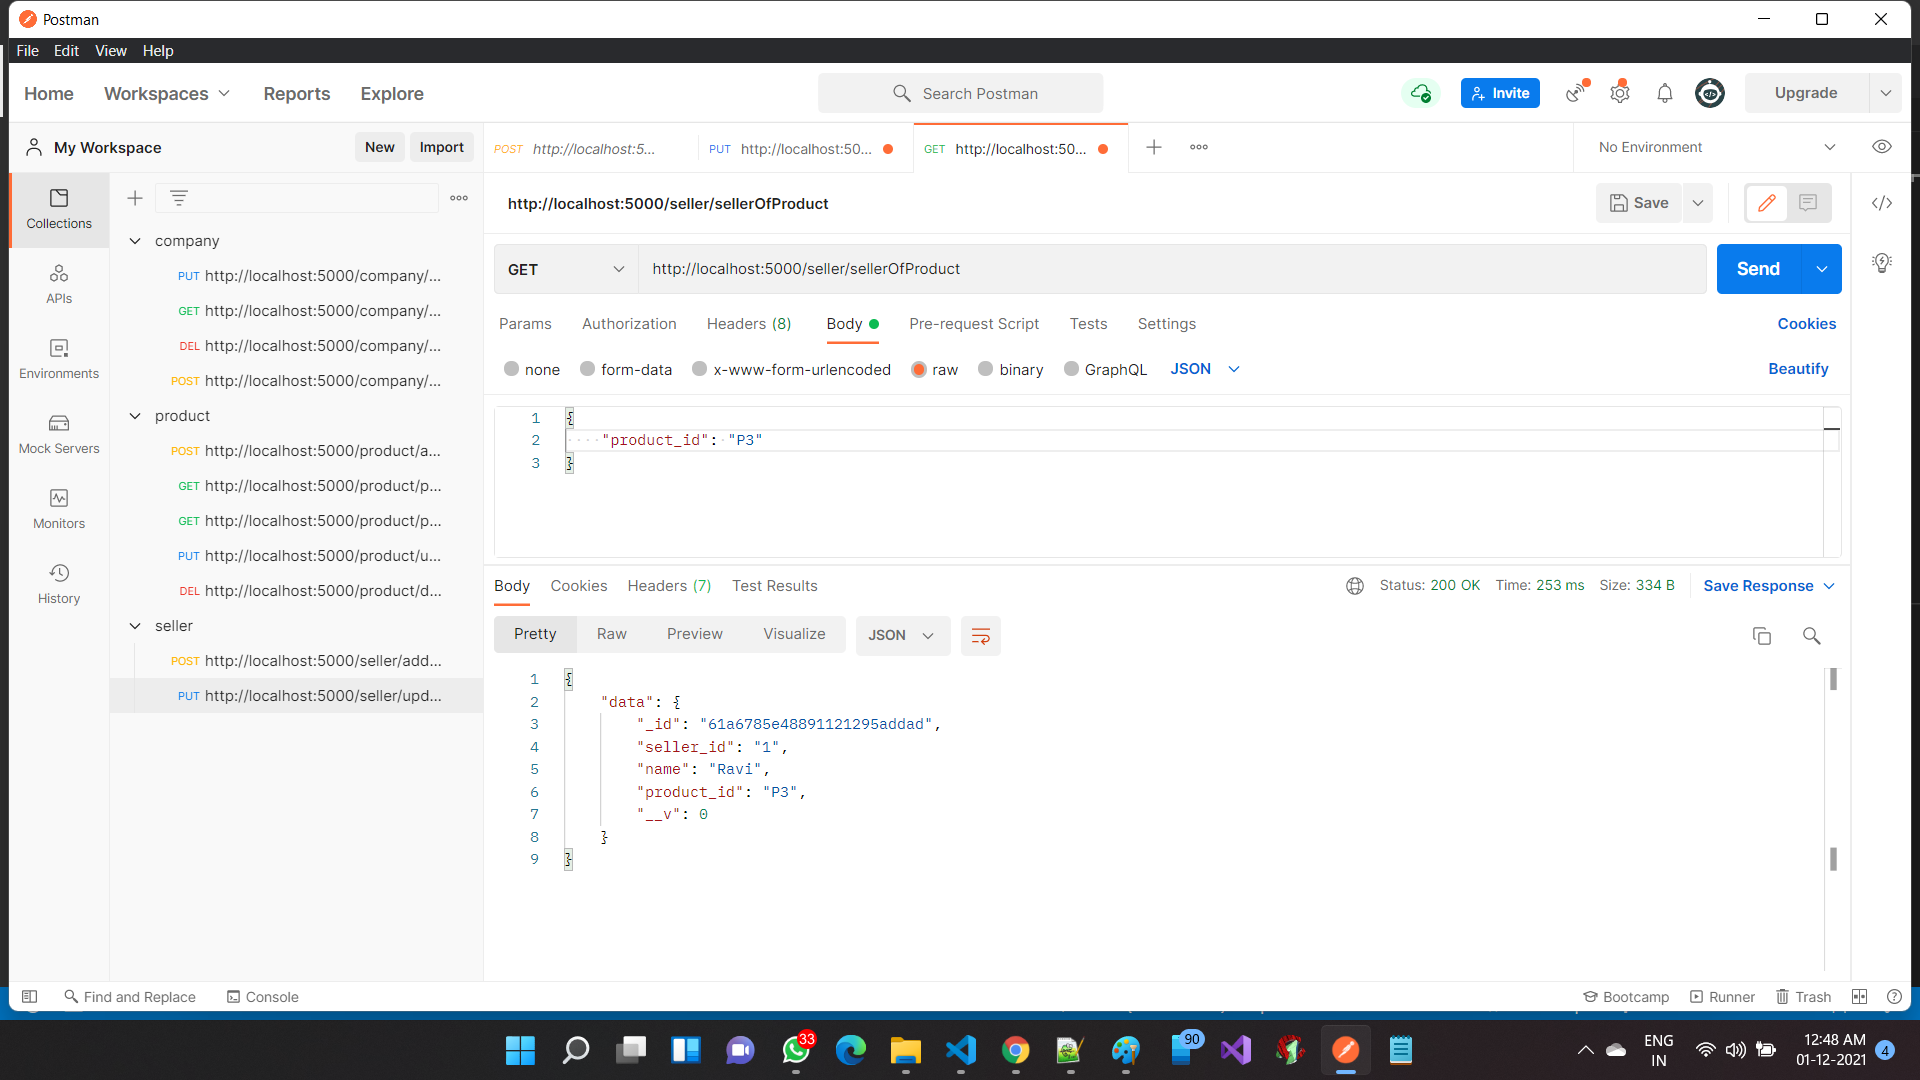 Postman
File Edit View Help
Home Workspaces Reports Explore
Search Postman
Invite
Upgrade
My Workspace
New Import
POST http://localhost:5...
PUT http://localhost:50...
GET http://localhost:50...
No Environment
Collections
APIs
Environments
Mock Servers
Monitors
History
company
PUT http://localhost:5000/company/...
GET http://localhost:5000/company/...
DEL http://localhost:5000/company/...
POST http://localhost:5000/company/...
product
POST http://localhost:5000/product/a...
GET http://localhost:5000/product/p...
GET http://localhost:5000/product/p...
PUT http://localhost:5000/product/u...
DEL http://localhost:5000/product/d...
seller
POST http://localhost:5000/seller/add...
PUT http://localhost:5000/seller/upd...
http://localhost:5000/seller/sellerOfProduct
Save
GET http://localhost:5000/seller/sellerOfProduct
Send
Params Authorization Headers (8) Body Pre-request Script Tests Settings Cookies
none form-data x-www-form-urlencoded raw binary GraphQL JSON Beautify
1 {
2 "product_id": "P3"
3 }
Body Cookies Headers (7) Test Results
Status: 200 OK Time: 253 ms Size: 334 B Save Response
Pretty Raw Preview Visualize JSON
1 {
2 "data": {
3 "_id": "61a6785e48891121295addad",
4 "seller_id": "1",
5 "name": "Ravi",
6 "product_id": "P3",
7 "__v": 0
8 }
9 }
Find and Replace Console
Bootcamp Runner Trash
33
90
ENG
IN
12:48 AM
01-12-2021
4